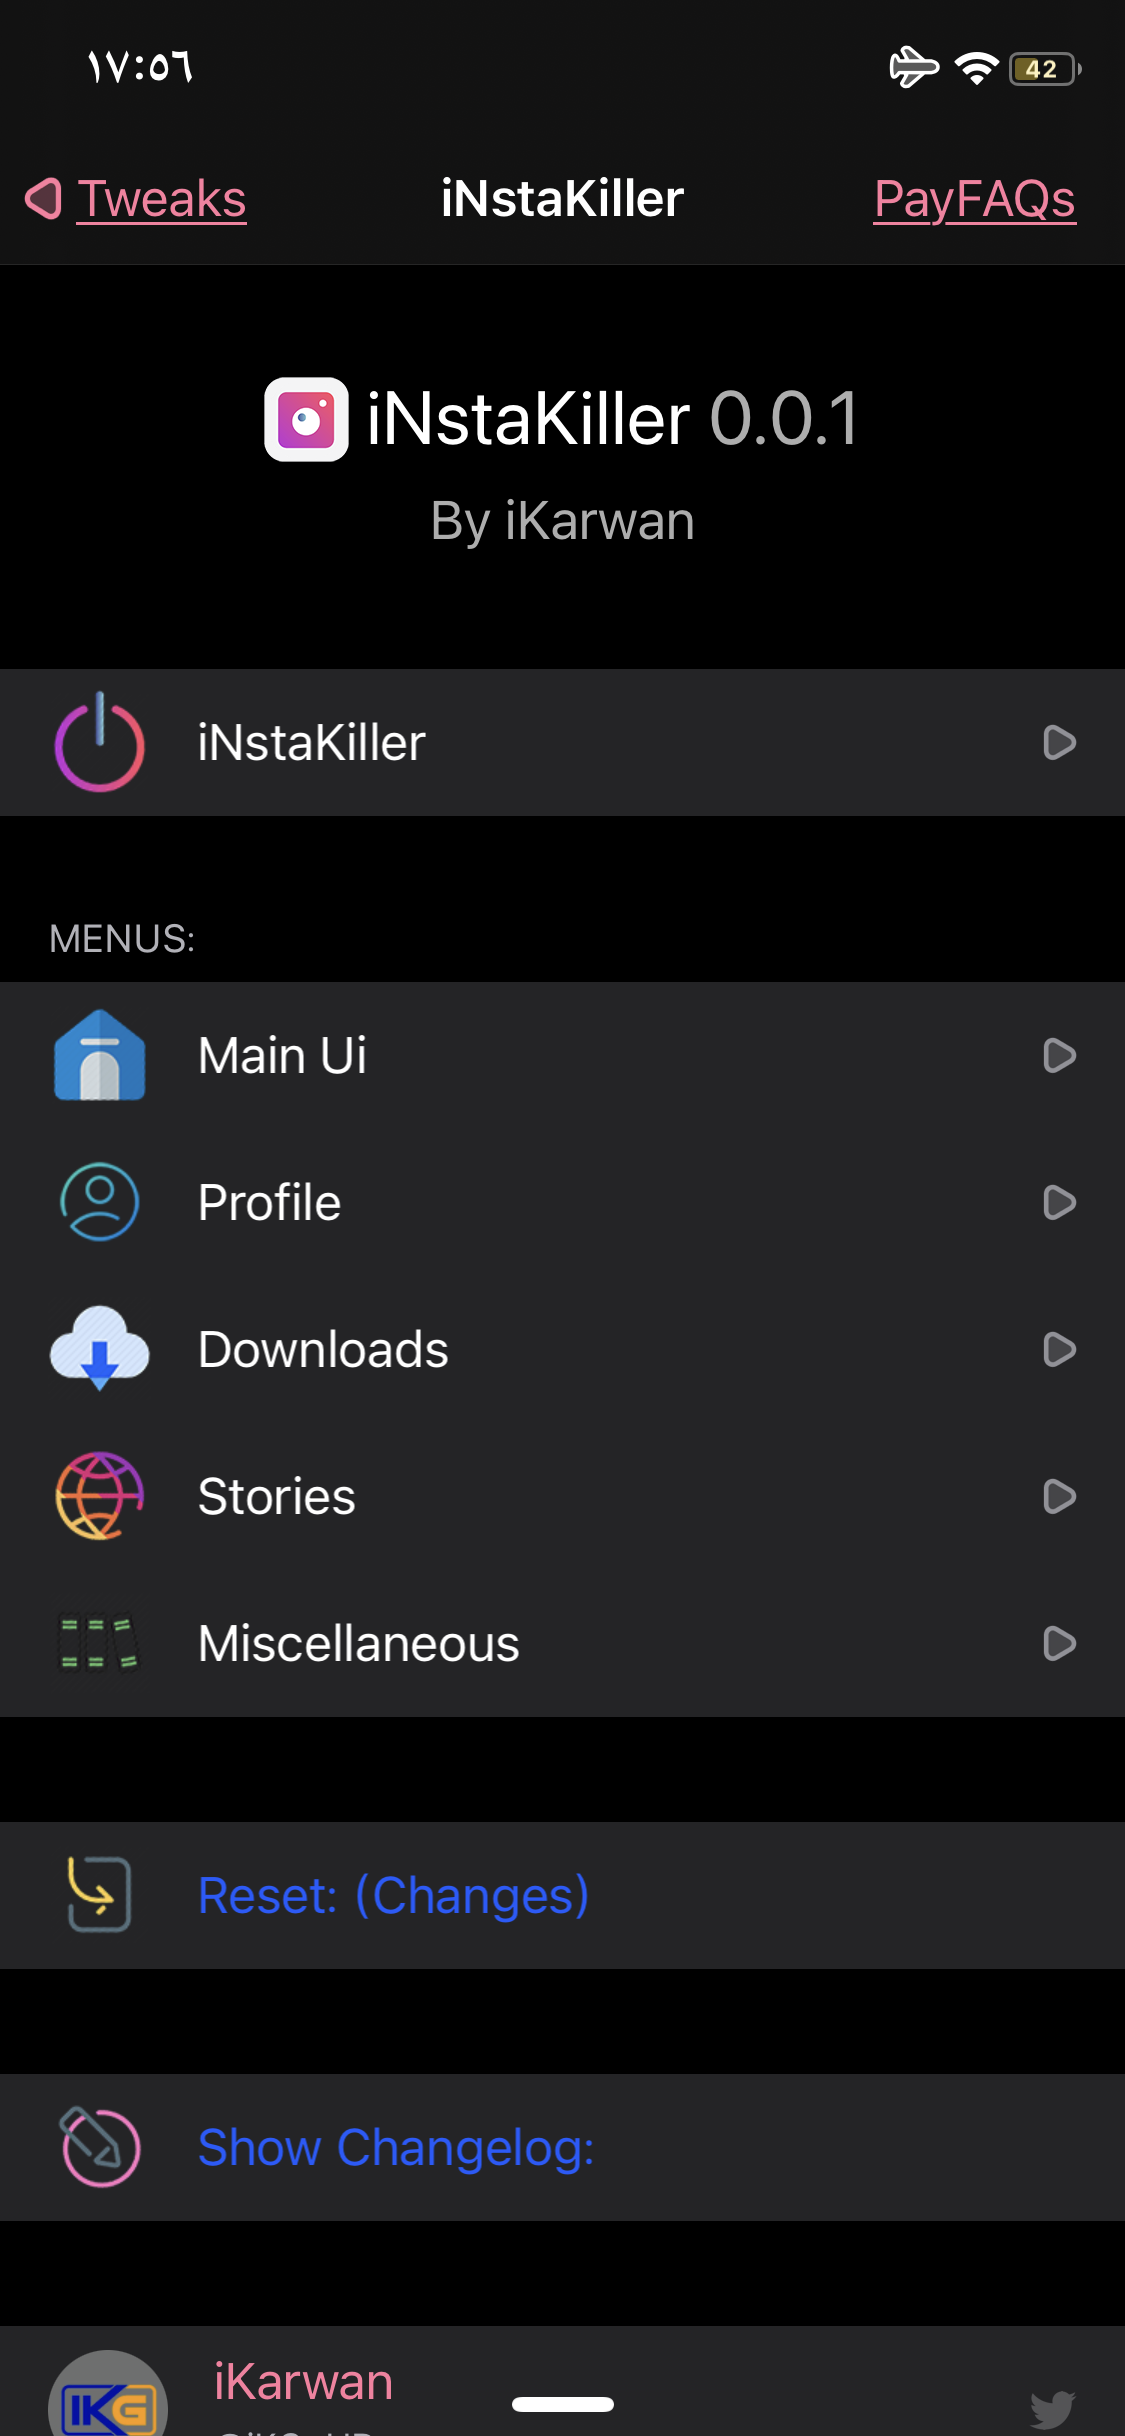 ١٧:٥٦
42
Tweaks
iNstaKiller
PayFAQs
iNstaKiller 0.0.1
By iKarwan
iNstaKiller
MENUS:
Main Ui
Profile
Downloads
Stories
Miscellaneous
Reset: (Changes)
Show Changelog:
iKarwan
IKG